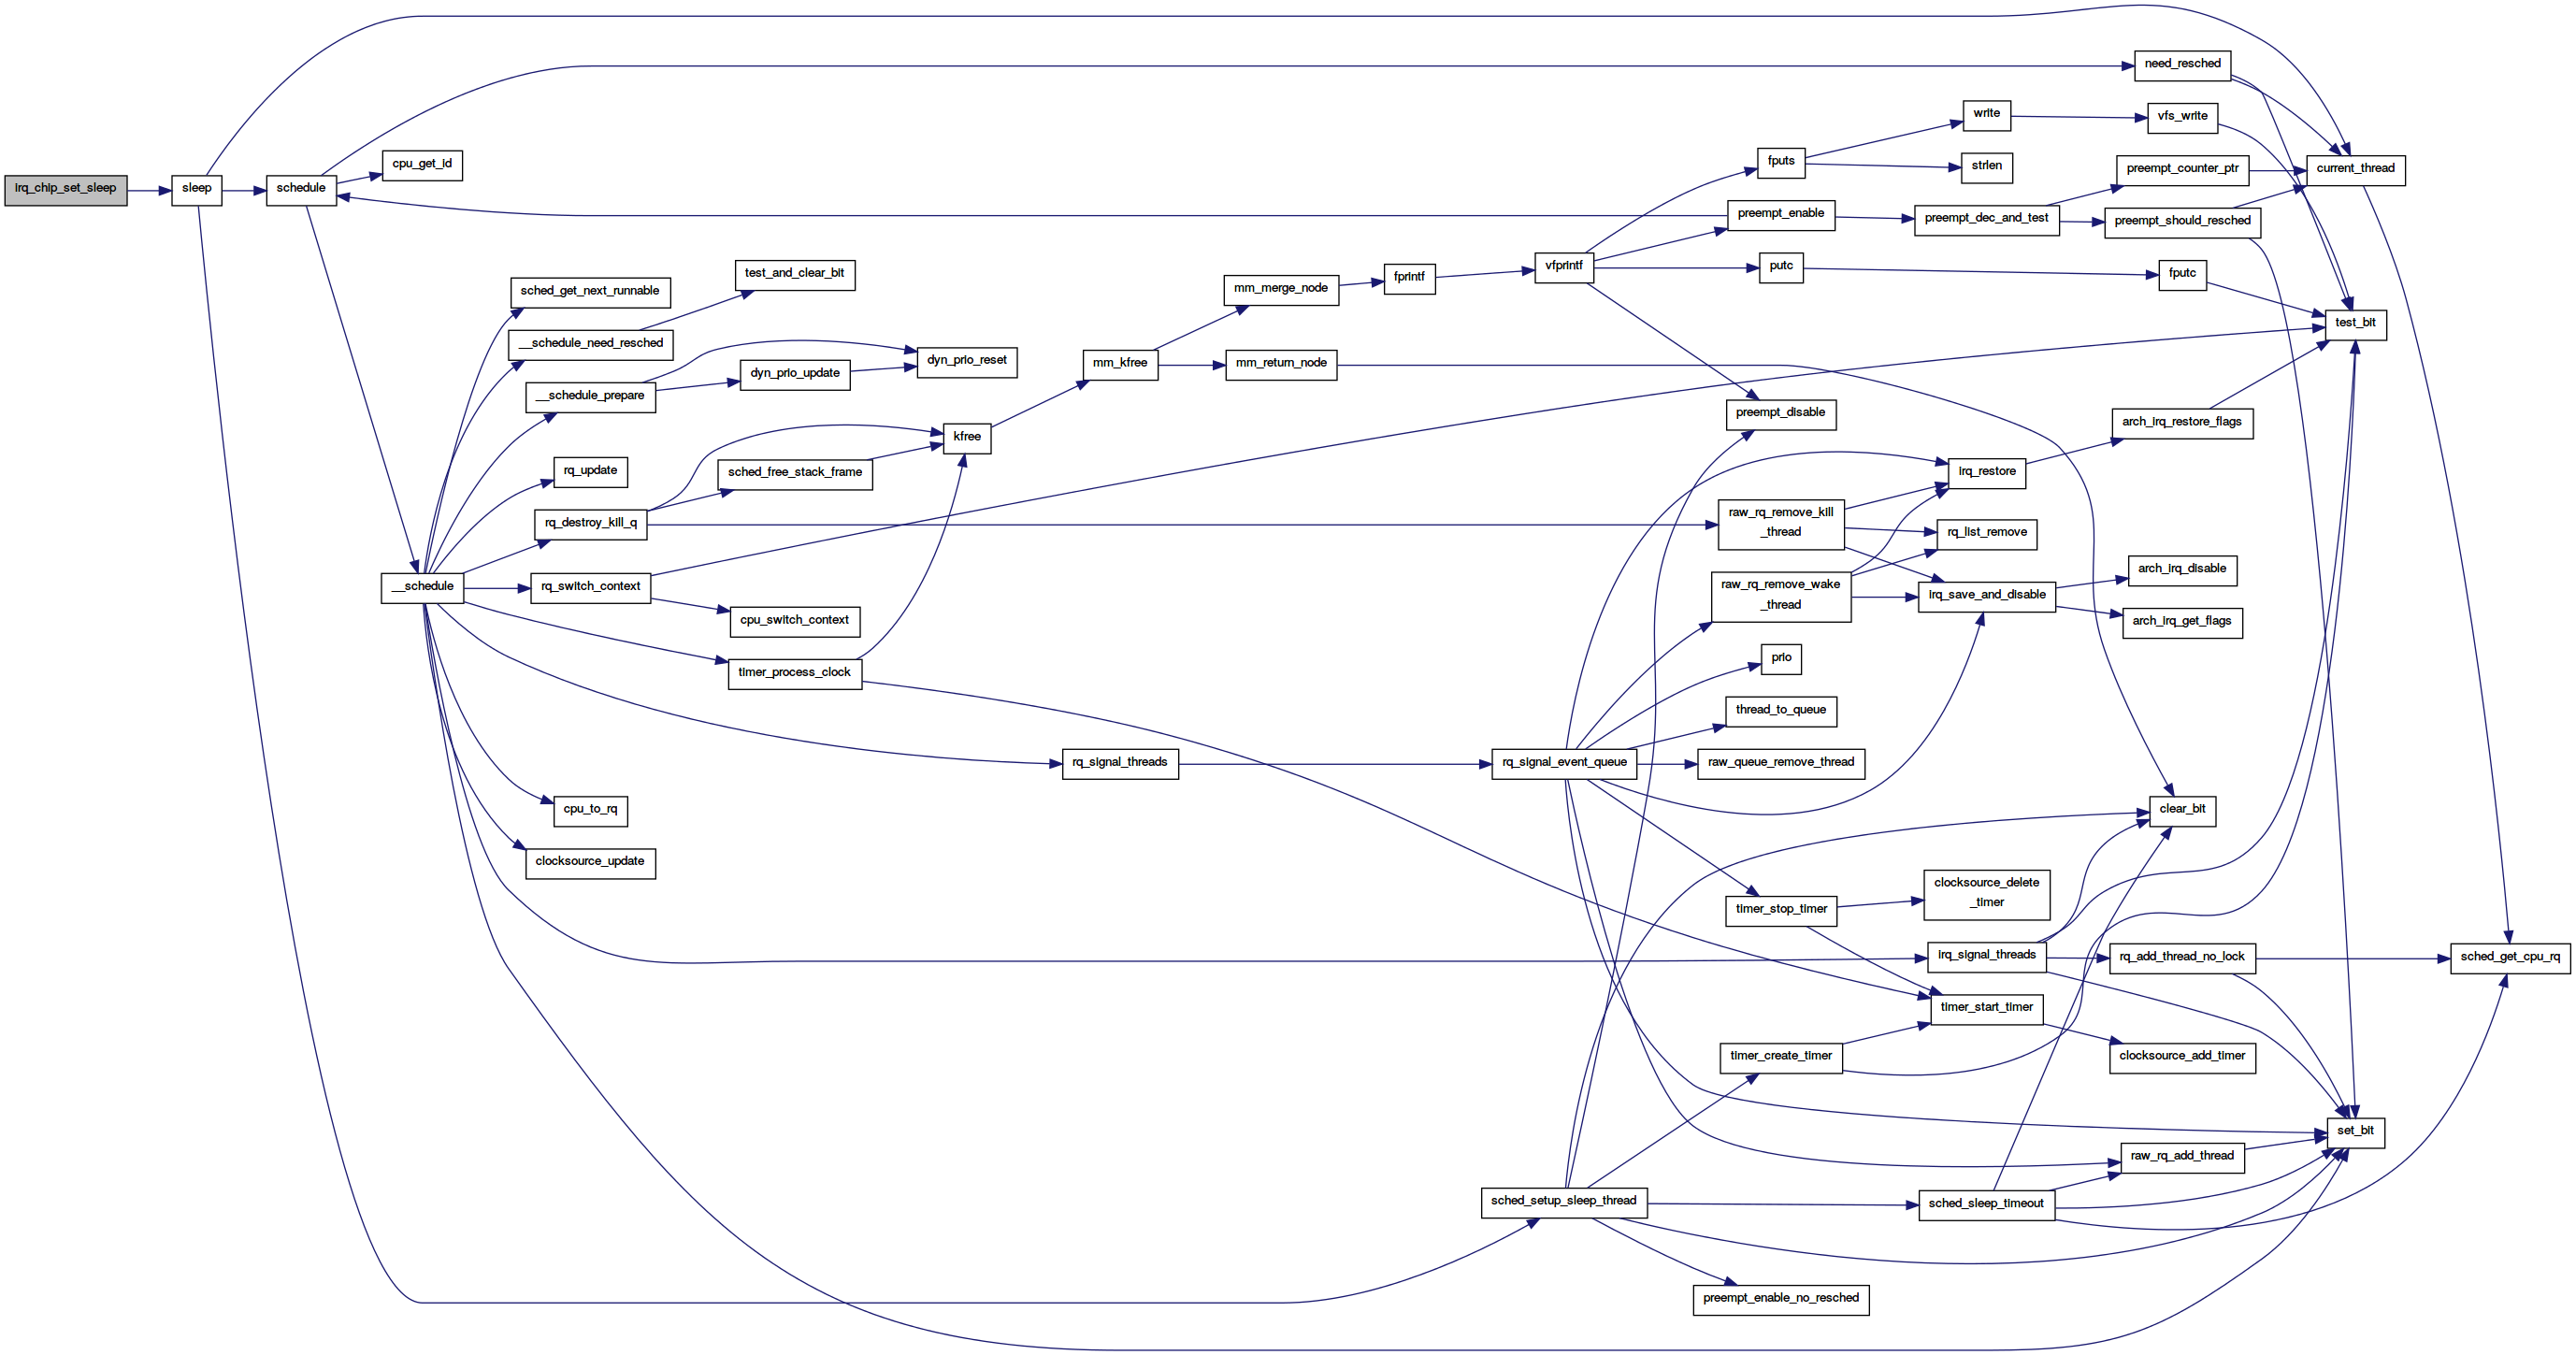 irq_chip_set_sleep
sleep
schedule
cpu_get_id
__schedule
sched_get_next_runnable
__schedule_need_resched
test_and_clear_bit
__schedule_prepare
dyn_prio_update
dyn_prio_reset
rq_update
rq_destroy_kill_q
sched_free_stack_frame
kfree
rq_switch_context
cpu_switch_context
timer_process_clock
cpu_to_rq
clocksource_update
mm_kfree
mm_merge_node
mm_return_node
fprintf
vfprintf
rq_signal_threads
rq_signal_event_queue
sched_setup_sleep_thread
fputs
preempt_enable
putc
preempt_disable
raw_rq_remove_kill
_thread
raw_rq_remove_wake
_thread
prio
thread_to_queue
raw_queue_remove_thread
timer_stop_timer
timer_create_timer
preempt_enable_no_resched
write
strlen
preempt_dec_and_test
irq_restore
rq_list_remove
irq_save_and_disable
clocksource_delete
_timer
irq_signal_threads
timer_start_timer
sched_sleep_timeout
need_resched
vfs_write
preempt_counter_ptr
preempt_should_resched
fputc
arch_irq_restore_flags
arch_irq_disable
arch_irq_get_flags
clear_bit
rq_add_thread_no_lock
clocksource_add_timer
raw_rq_add_thread
current_thread
test_bit
set_bit
sched_get_cpu_rq